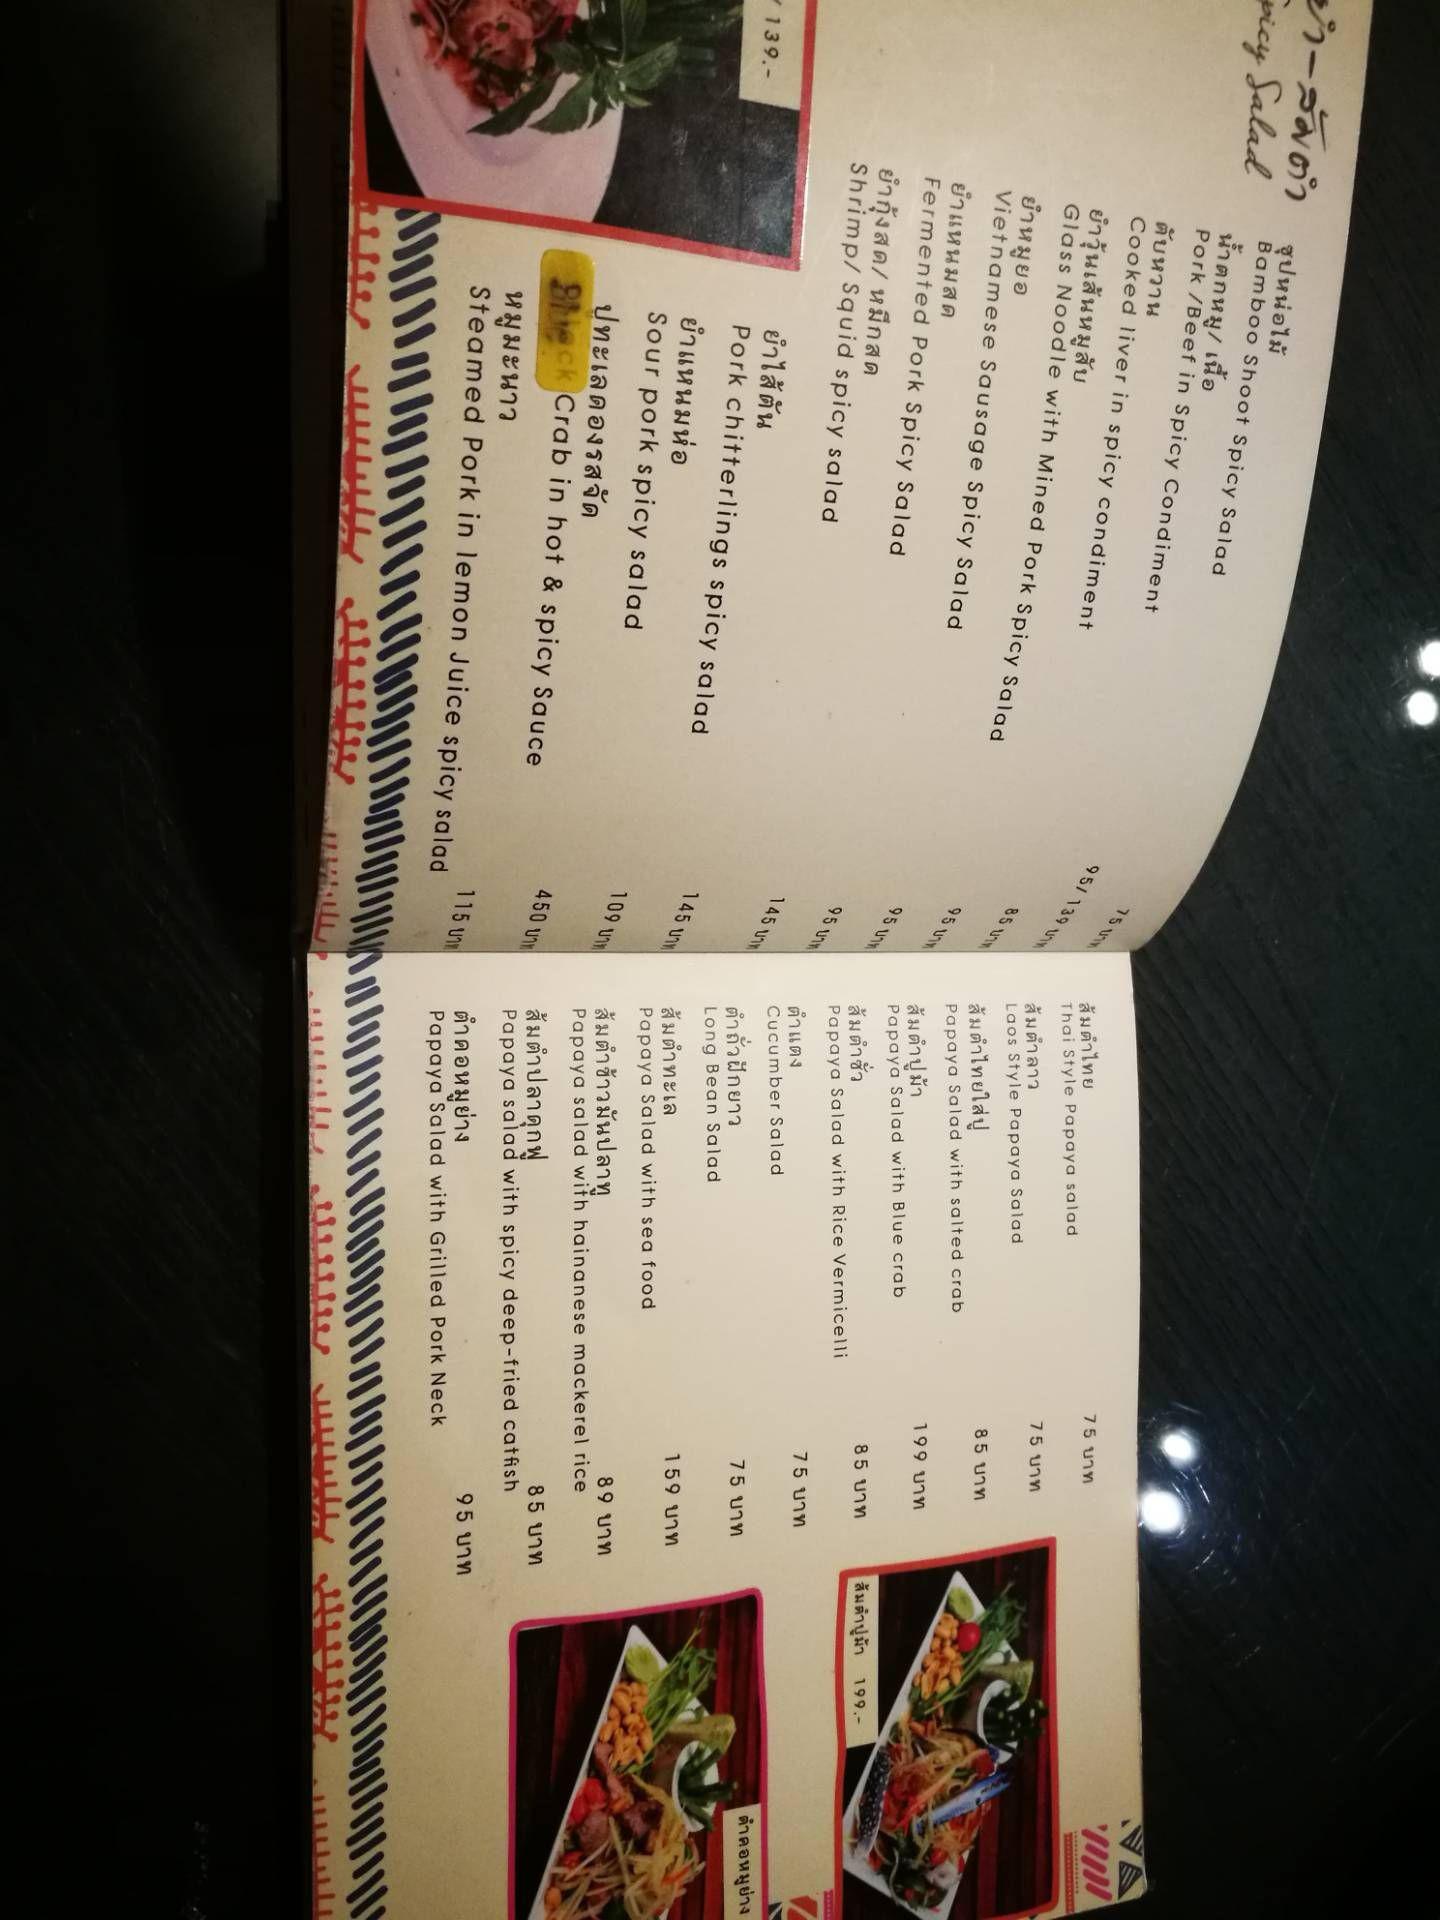 ยำ-ส้มตำ
Spicy Salad
ซุปหน่อไม้
Bamboo Shoot Spicy Salad
75 บาท
น้ำตกหมู/ เนื้อ
Pork /Beef in Spicy Condiment
95/ 139 บาท
ตับหวาน
Cooked liver in spicy condiment
85 บาท
ยำวุ้นเส้นหมูสับ
Glass Noodle with Mined Pork Spicy Salad
95 บาท
ยำหมูยอ
Vietnamese Sausage Spicy Salad
95 บาท
ยำแหนมสด
Fermented Pork Spicy Salad
95 บาท
ยำกุ้งสด/ หมึกสด
Shrimp/ Squid spicy salad
145 บาท
ยำไส้ตัน
Pork chitterlings spicy salad
145 บาท
ยำแหนมห่อ
Sour pork spicy salad
109 บาท
ปูทะเลดองรสจัด
Crab in hot & spicy Sauce
450 บาท
หมูมะนาว
Steamed Pork in lemon Juice spicy salad
115 บาท
/ 139.-
ส้มตำไทย
Thai Style Papaya salad
75 บาท
ส้มตำลาว
Laos Style Papaya Salad
75 บาท
ส้มตำไทยใส่ปู
Papaya Salad with salted crab
85 บาท
ส้มตำปูม้า
Papaya Salad with Blue crab
199 บาท
ส้มตำซั่ว
Papaya Salad with Rice Vermicelli
85 บาท
ตำแตง
Cucumber Salad
75 บาท
ตำถั่วฝักยาว
Long Bean Salad
75 บาท
ส้มตำทะเล
Papaya Salad with sea food
159 บาท
ส้มตำข้าวมันปลาทู
Papaya salad with hainanese mackerel rice
89 บาท
ส้มตำปลาดุกฟู
Papaya salad with spicy deep-fried catfish
85 บาท
ตำคอหมูย่าง
Papaya Salad with Grilled Pork Neck
95 บาท
ส้มตำปูม้า 199.-
ตำคอหมูย่าง